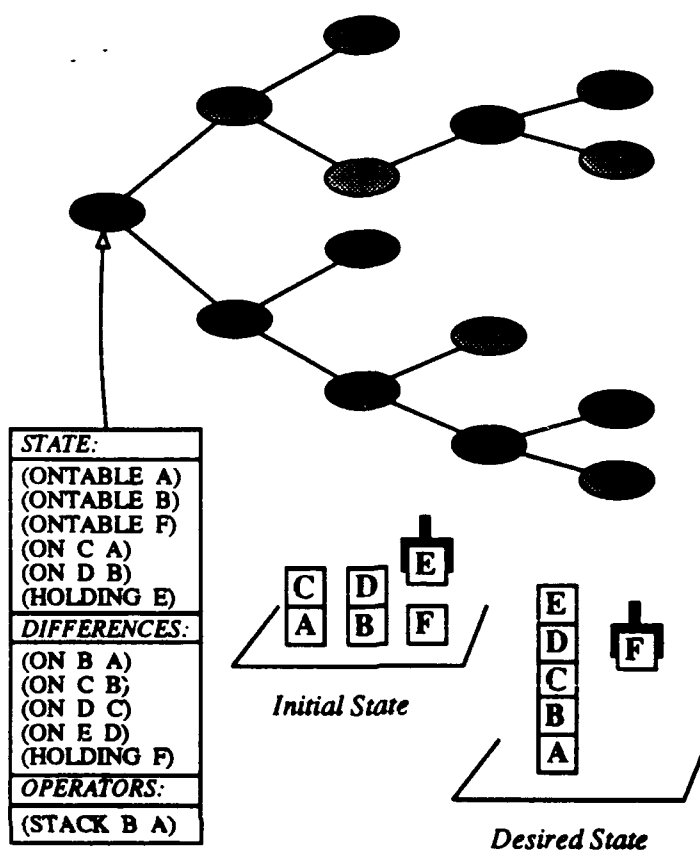 STATE:
(ONTABLE A)
(ONTABLE B)
(ONTABLE F)
(ON C A)
(ON D B)
(HOLDING E)
DIFFERENCES:
(ON B A)
(ON C B)
(ON D C)
(ON E D)
(HOLDING F)
OPERATORS:
(STACK B A)
E
C D
A B F
Initial State
E
D F
C
B
A
Desired State